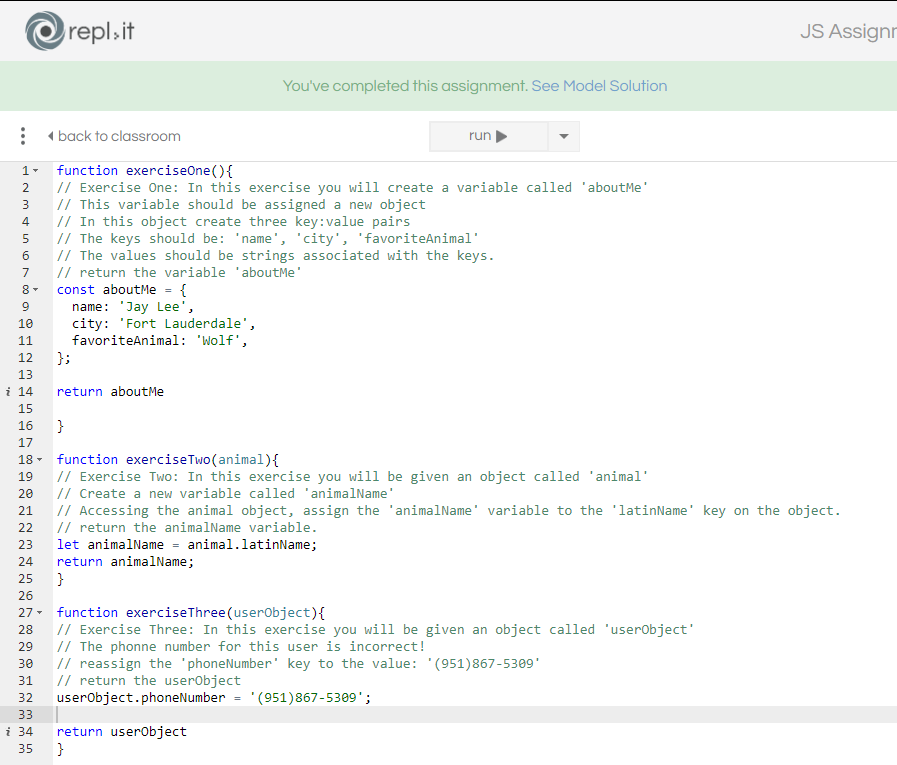 repl.it
JS Assignr
You've completed this assignment. See Model Solution
back to classroom
run
1 function exerciseOne(){
2 // Exercise One: In this exercise you will create a variable called 'aboutMe'
3 // This variable should be assigned a new object
4 // In this object create three key:value pairs
5 // The keys should be: 'name', 'city', 'favoriteAnimal'
6 // The values should be strings associated with the keys.
7 // return the variable 'aboutMe'
8 const aboutMe = {
9   name: 'Jay Lee',
10   city: 'Fort Lauderdale',
11   favoriteAnimal: 'Wolf',
12 };
13
i 14 return aboutMe
15
16 }
17
18 function exerciseTwo(animal){
19 // Exercise Two: In this exercise you will be given an object called 'animal'
20 // Create a new variable called 'animalName'
21 // Accessing the animal object, assign the 'animalName' variable to the 'latinName' key on the object.
22 // return the animalName variable.
23 let animalName = animal.latinName;
24 return animalName;
25 }
26
27 function exerciseThree(userObject){
28 // Exercise Three: In this exercise you will be given an object called 'userObject'
29 // The phonne number for this user is incorrect!
30 // reassign the 'phoneNumber' key to the value: '(951)867-5309'
31 // return the userObject
32 userObject.phoneNumber = '(951)867-5309';
33
i 34 return userObject
35 }